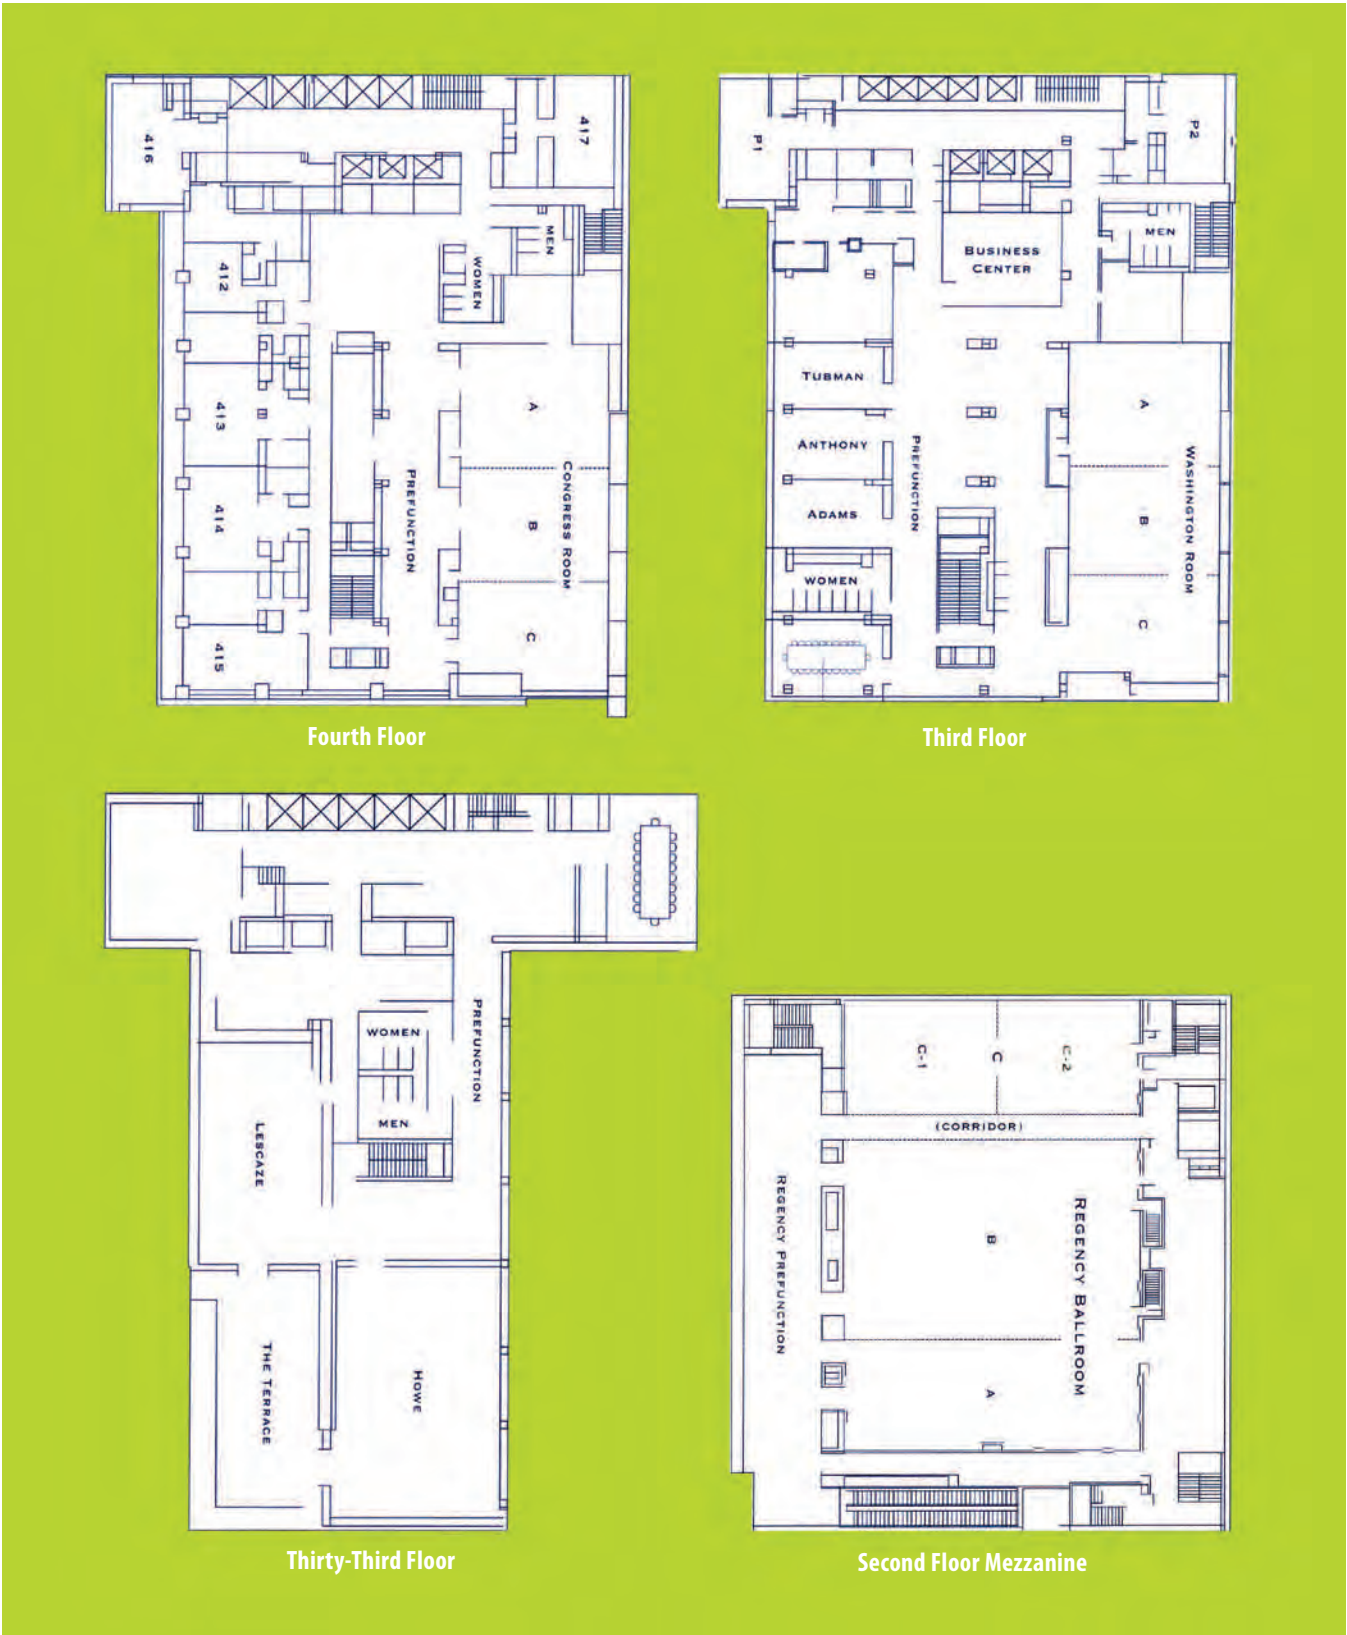 416
417
412
MEN
WOMEN
413
A
CONGRESS ROOM
PREFUNCTION
414
B
415
C
Fourth Floor
P1
P2
MEN
BUSINESS
CENTER
TUBMAN
A
ANTHONY
PREFUNCTION
WASHINGTON ROOM
ADAMS
B
WOMEN
C
Third Floor
WOMEN
PREFUNCTION
MEN
LESCAZE
THE TERRACE
HOWE
Thirty-Third Floor
C-1
C
C-2
(CORRIDOR)
REGENCY PREFUNCTION
B
REGENCY BALLROOM
A
Second Floor Mezzanine